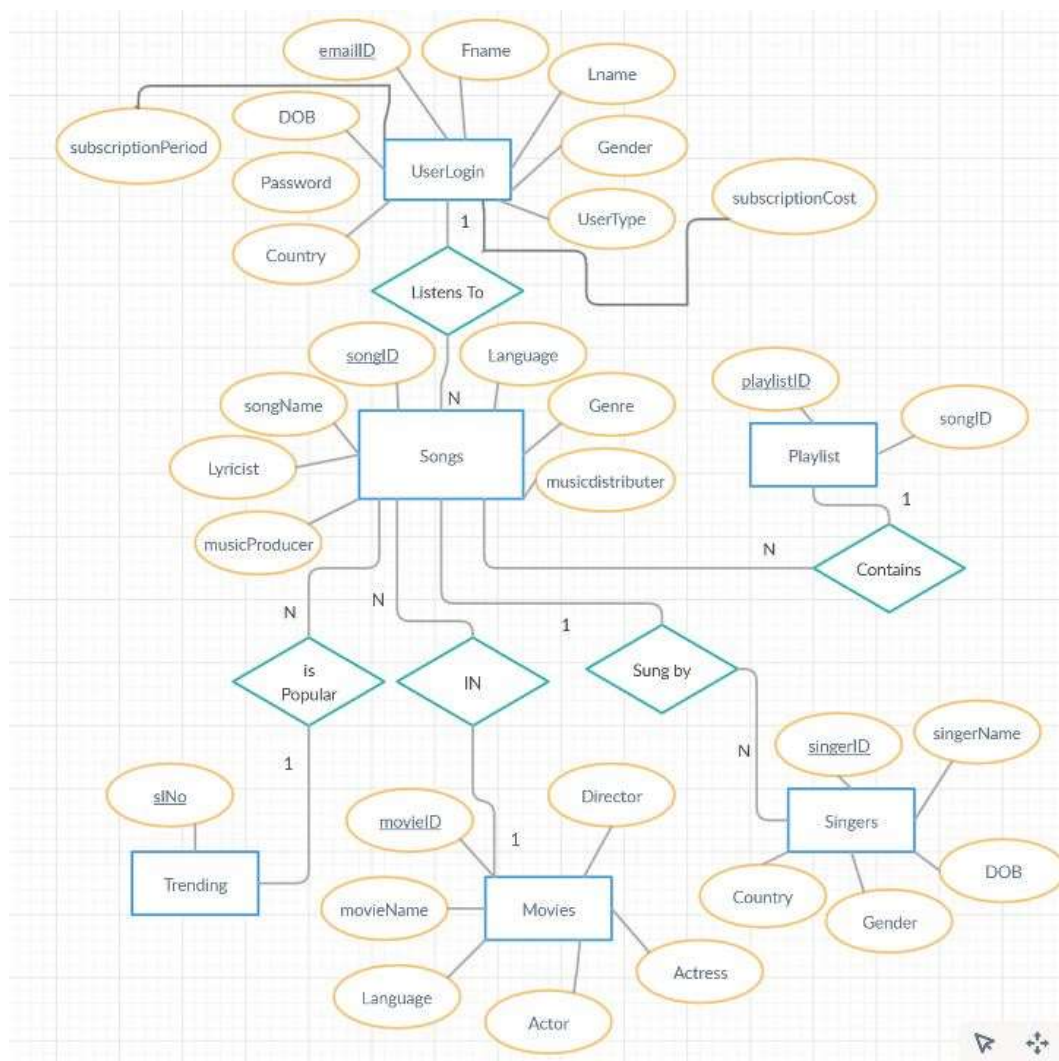 emailID
Fname
Lname
DOB
subscriptionPeriod
Gender
UserLogin
Password
subscriptionCost
UserType
1
Country
Listens To
songID
Language
playlistID
N
songName
Genre
songID
Songs
Playlist
Lyricist
musicdistributer
1
musicProducer
N
Contains
N
N
1
is
Popular
IN
Sung by
singerID
singerName
N
1
slNo
Director
movieID
Singers
1
DOB
Trending
Country
movieName
Movies
Gender
Actress
Language
Actor